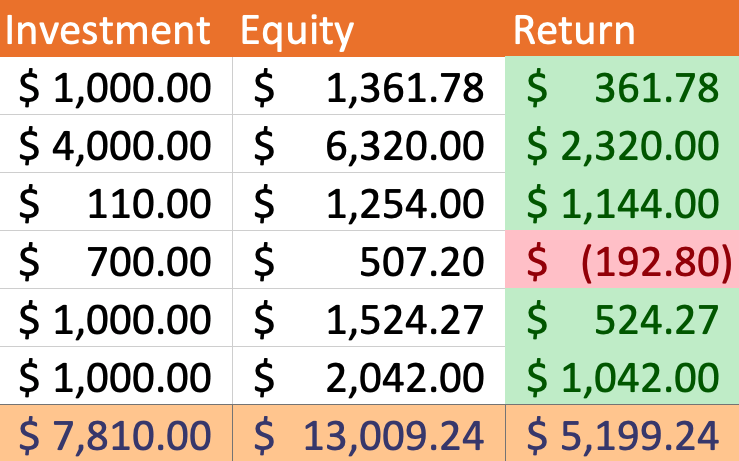 Investment Equity Return
$ 1,000.00 $ 1,361.78 $ 361.78
$ 4,000.00 $ 6,320.00 $ 2,320.00
$ 110.00 $ 1,254.00 $ 1,144.00
$ 700.00 $ 507.20 $ (192.80)
$ 1,000.00 $ 1,524.27 $ 524.27
$ 1,000.00 $ 2,042.00 $ 1,042.00
$ 7,810.00 $ 13,009.24 $ 5,199.24